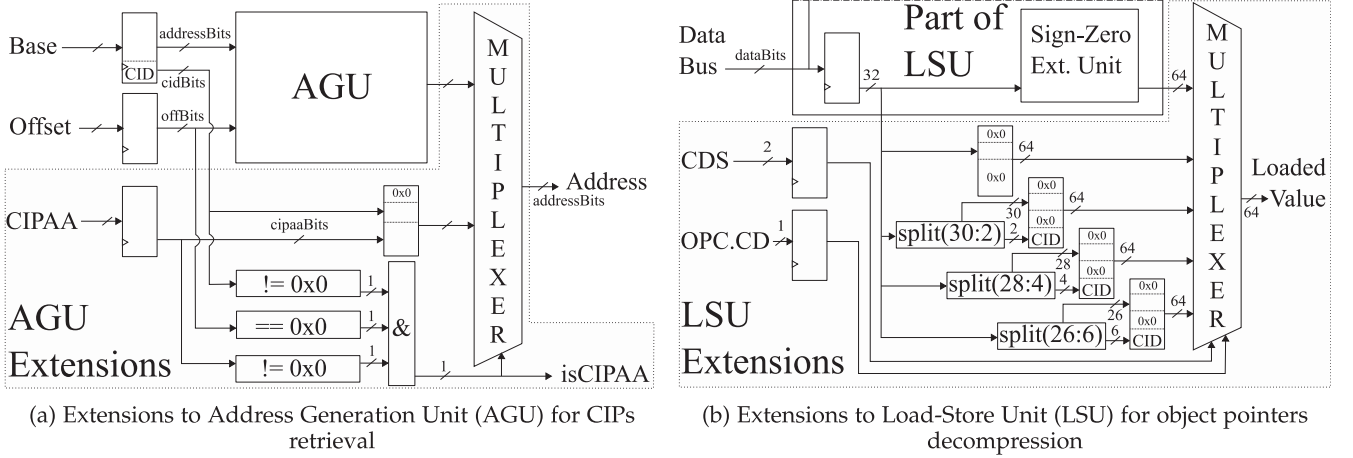 Base
addressBits
CID
cidBits
Offset
offBits
AGU
CIPAA
cipaaBits
0x0
!= 0x0
1
== 0x0
1
!= 0x0
1
&
1
MULTIPLEXER
Address
addressBits
isCIPAA
AGU
Extensions
(a) Extensions to Address Generation Unit (AGU) for CIPs
retrieval
Data
Bus
dataBits
32
Part of
LSU
Sign-Zero
Ext. Unit
64
CDS
2
OPC.CD
1
0x0
0x0
64
split(30:2)
30
2
0x0
0x0
CID
64
split(28:4)
28
4
0x0
0x0
CID
64
split(26:6)
26
6
0x0
0x0
CID
64
MULTIPLEXER
Loaded
Value
64
LSU
Extensions
(b) Extensions to Load-Store Unit (LSU) for object pointers
decompression